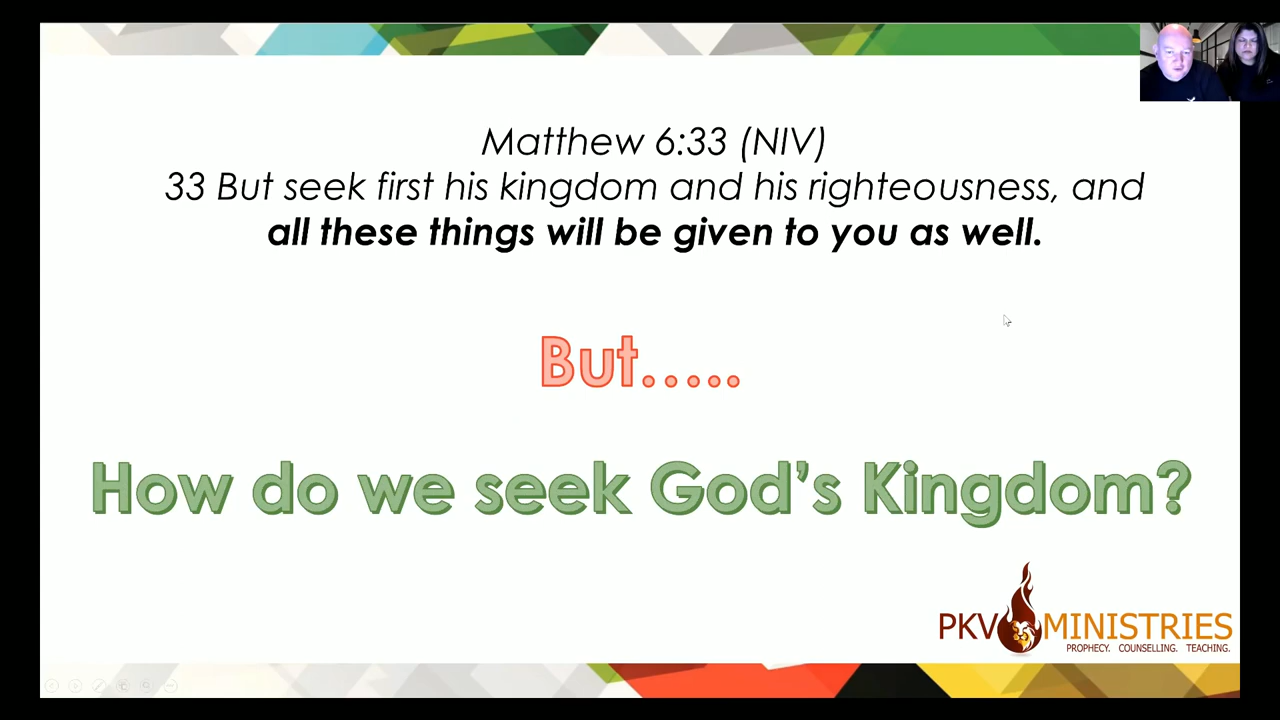 Matthew 6:33 (NIV)
33 But seek first his kingdom and his righteousness, and
all these things will be given to you as well.
But.....
How do we seek God's Kingdom?
PKV MINISTRIES
PROPHECY. COUNSELLING. TEACHING.